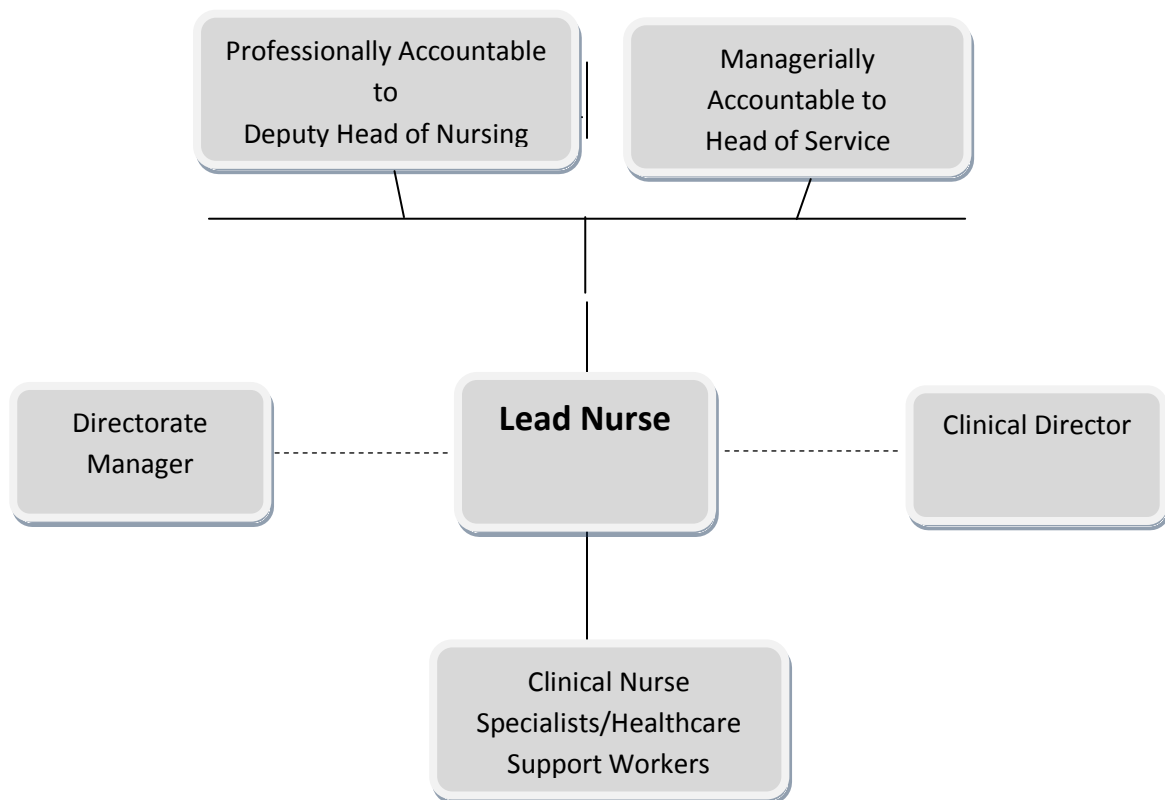 Professionally Accountable
to
Deputy Head of Nursing
Managerially
Accountable to
Head of Service
Directorate
Manager
Lead Nurse
Clinical Director
Clinical Nurse
Specialists/Healthcare
Support Workers